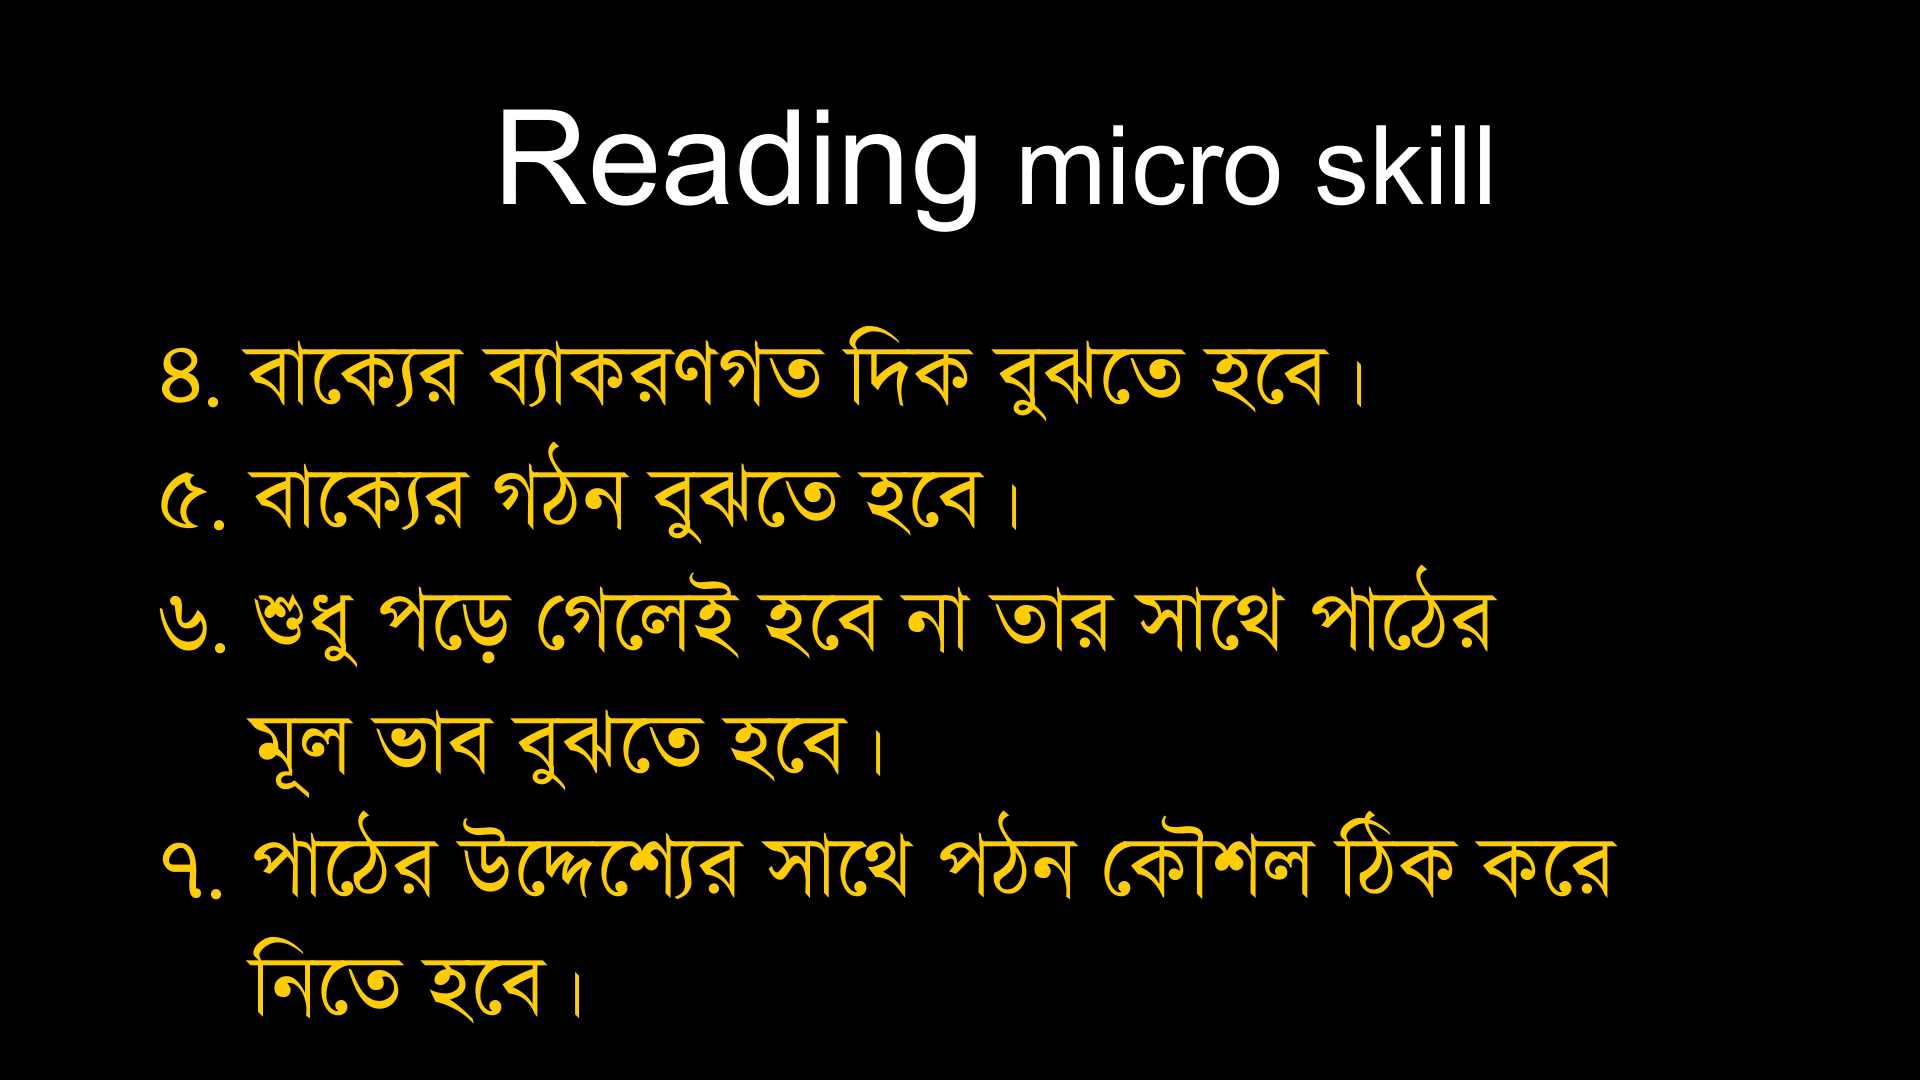 Reading micro skill
৪. বাক্যের ব্যাকরণগত দিক বুঝতে হবে।
৫. বাক্যের গঠন বুঝতে হবে।
৬. শুধু পড়ে গেলেই হবে না তার সাথে পাঠের
মূল ভাব বুঝতে হবে।
৭. পাঠের উদ্দেশ্যের সাথে পঠন কৌশল ঠিক করে
নিতে হবে।